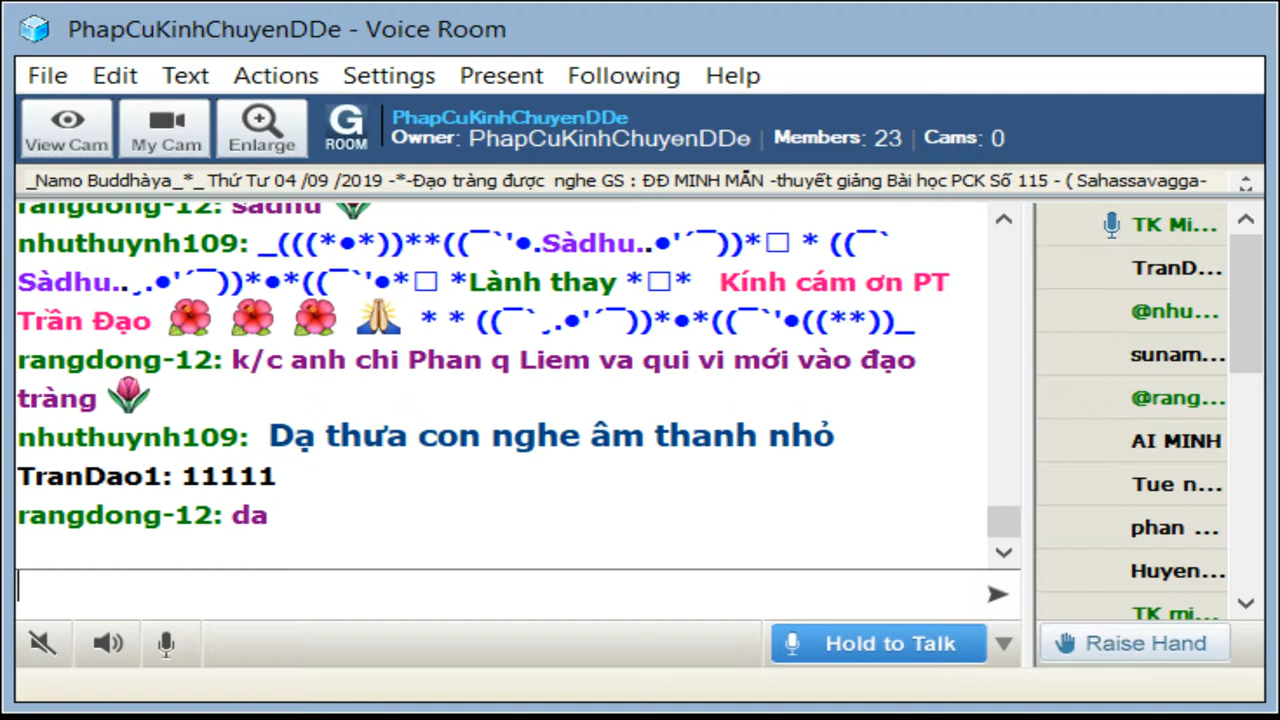 PhapCuKinhChuyenDDe - Voice Room
File Edit Text Actions Settings Present Following Help
View Cam My Cam Enlarge G ROOM
PhapCuKinhChuyenDDe
Owner: PhapCuKinhChuyenDDe | Members: 23 | Cams: 0
_Namo Buddhàya_*_ Thứ Tư 04 /09 /2019 -*-Đạo tràng được nghe GS : ĐĐ MINH MẪN -thuyết giảng Bài học PCK Số 115 - ( Sahassavagga-
rangdong-12: sadhu 🌷
nhuthuynh109: _(((*●*))**((¯`'●.Sàdhu..●'´¯))*□ * ((¯`
Sàdhu..¸.●'´¯))*●*((¯`'●*□ *Lành thay *□* Kính cám ơn PT
Trần Đạo 🌺 🌺 🌺 🙏 * * ((¯`¸.●'´¯))*●*((¯`'●((**))_
rangdong-12: k/c anh chi Phan q Liem va qui vi mới vào đạo
tràng 🌷
nhuthuynh109: Dạ thưa con nghe âm thanh nhỏ
TranDao1: 11111
rangdong-12: da
TK Mi...
TranD...
@nhu...
sunam...
@rang...
AI MINH
Tue n...
phan ...
Huyen...
TK mi...
Hold to Talk
Raise Hand